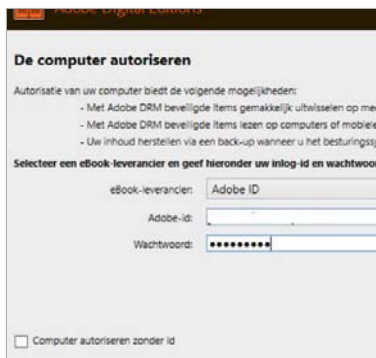 Adobe Digital Editions
De computer autoriseren
Autorisatie van uw computer biedt de volgende mogelijkheden:
- Met Adobe DRM beveiligde items gemakkelijk uitwisselen op me
- Met Adobe DRM beveiligde items lezen op computers of mobiele
- Uw inhoud herstellen via een back-up wanneer u het besturingss
Selecteer een eBook-leverancier en geef hieronder uw inlog-id en wachtwoor
eBook-leverancier: Adobe ID
Adobe-id:
Wachtwoord: •••••••••
Computer autoriseren zonder id